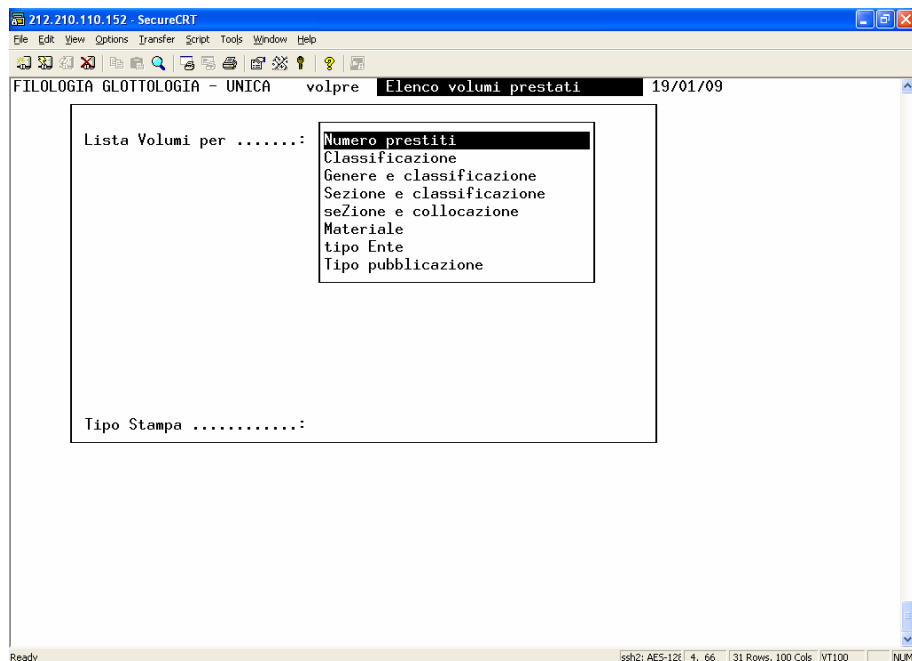 212.210.110.152 - SecureCRT
File Edit View Options Transfer Script Tools Window Help
FILOLOGIA GLOTTOLOGIA - UNICA volpre Elenco volumi prestati 19/01/09
Lista Volumi per .......: Numero prestiti
Classificazione
Genere e classificazione
Sezione e classificazione
seZione e collocazione
Materiale
tipo Ente
Tipo pubblicazione
Tipo Stampa ............:
Ready ssh2: AES-128 4, 66 31 Rows, 100 Cols VT100 NUM